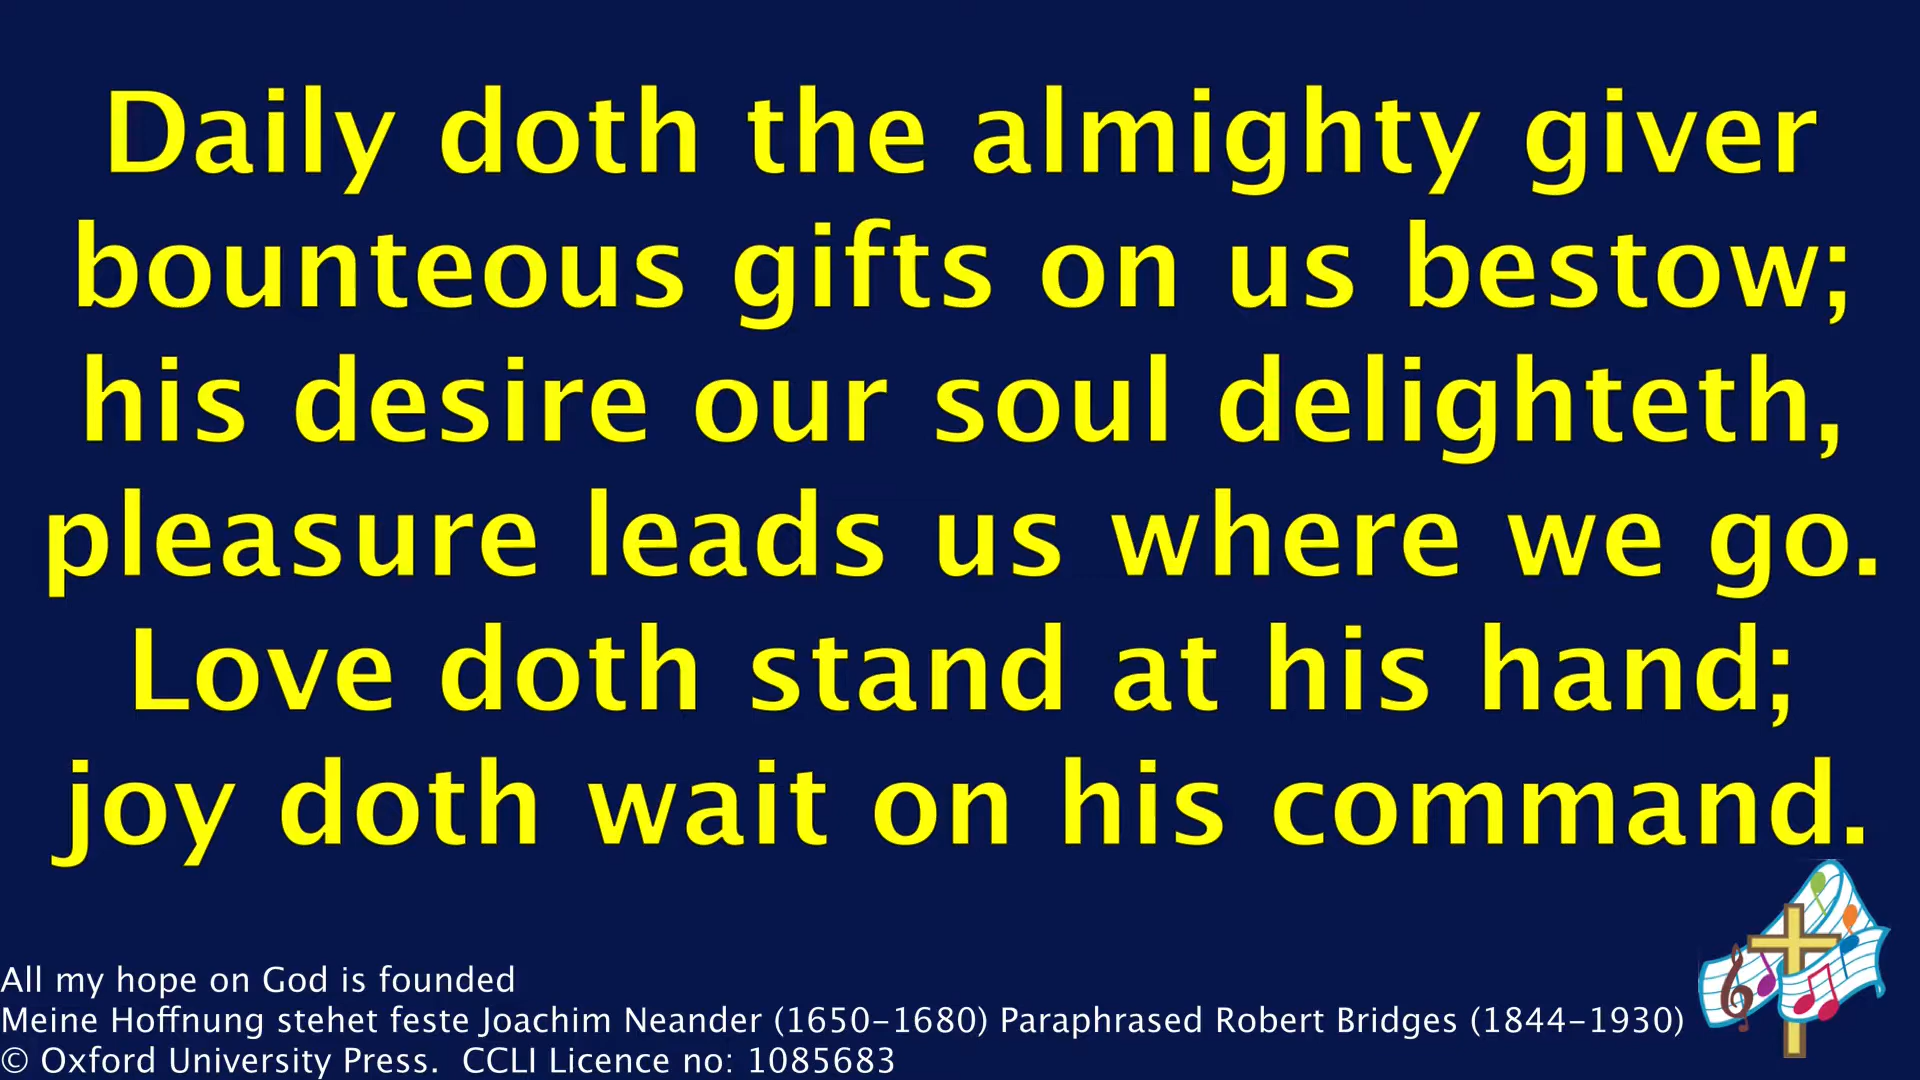 Daily doth the almighty giver
bounteous gifts on us bestow;
his desire our soul delighteth,
pleasure leads us where we go.
Love doth stand at his hand;
joy doth wait on his command.
All my hope on God is founded
Meine Hoffnung stehet feste Joachim Neander (1650–1680) Paraphrased Robert Bridges (1844–1930)
© Oxford University Press.  CCLI Licence no: 1085683